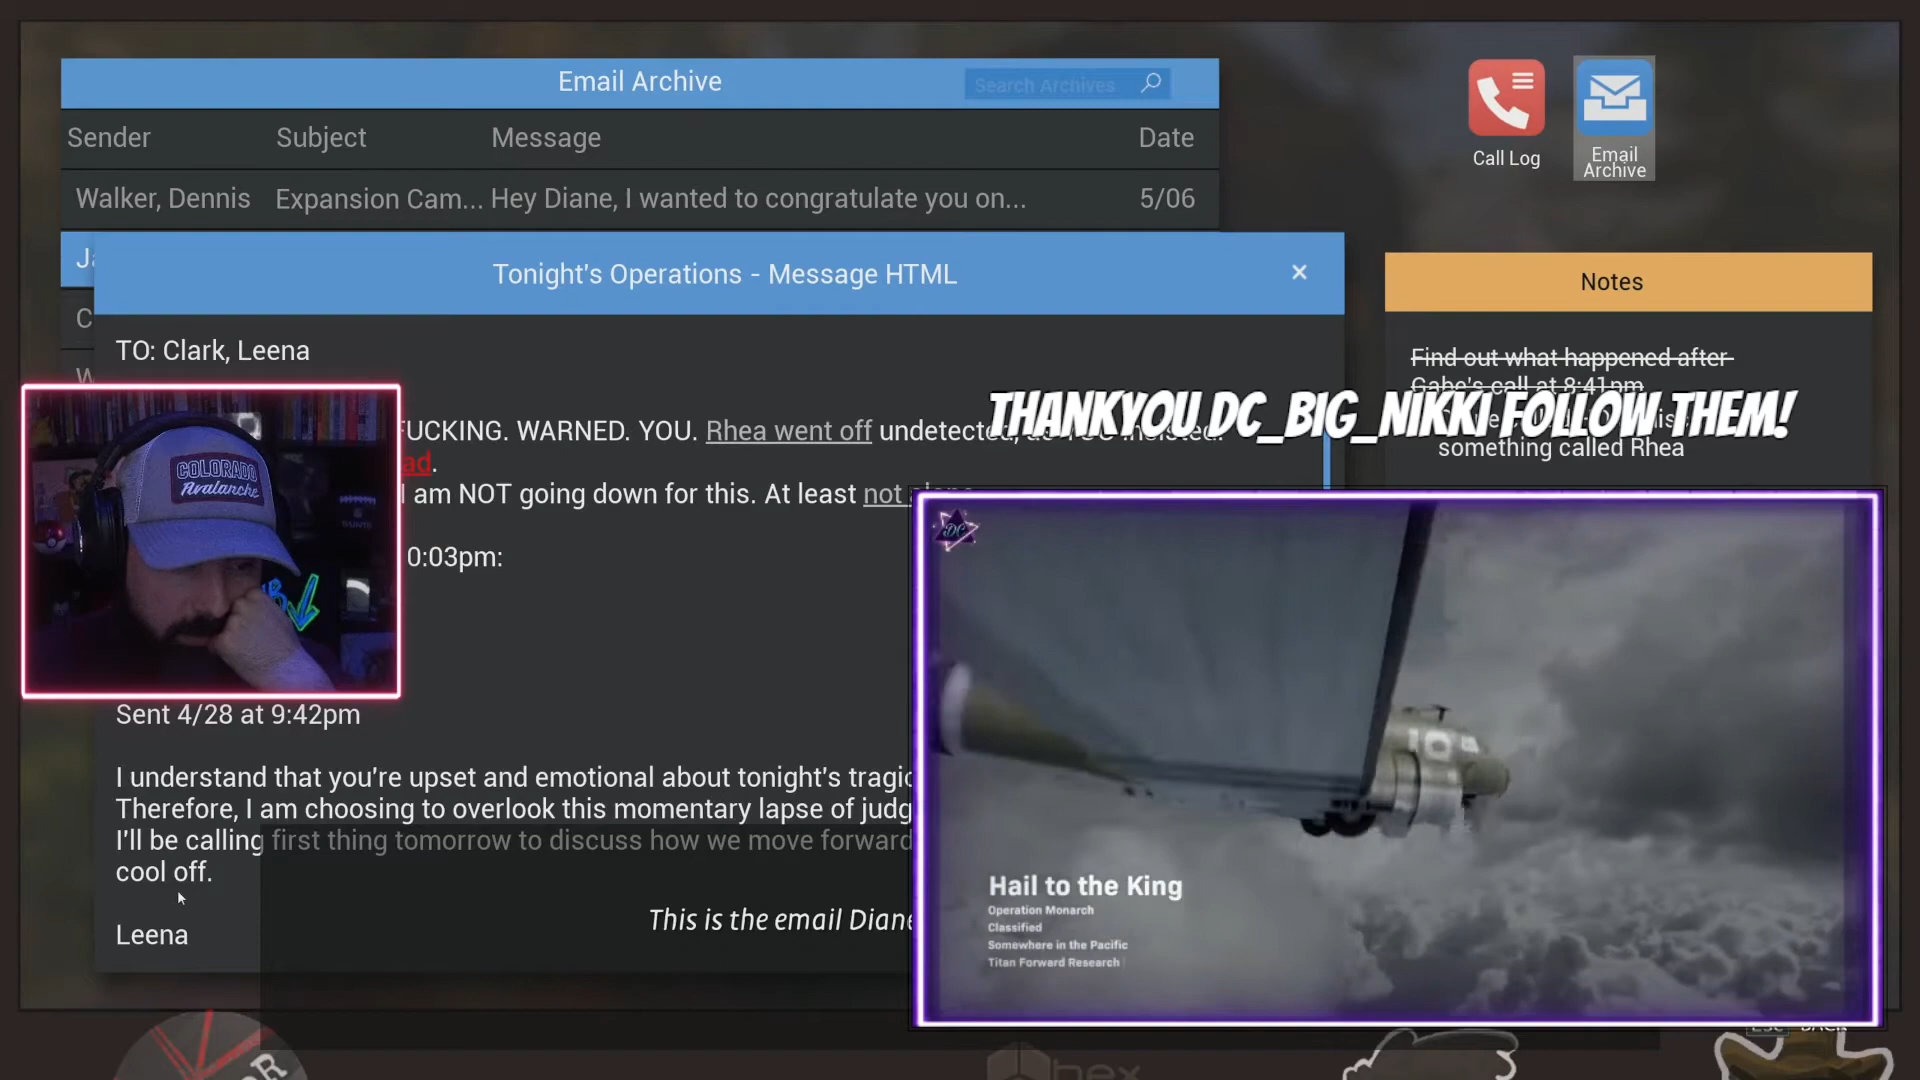 Email Archive
Search Archives
Sender Subject Message Date
Walker, Dennis Expansion Cam... Hey Diane, I wanted to congratulate you on... 5/06
Call Log
Email
Archive
Tonight's Operations - Message HTML
TO: Clark, Leena
FUCKING. WARNED. YOU. Rhea went off undetected,
I am NOT going down for this. At least not alone
0:03pm:
Sent 4/28 at 9:42pm
I understand that you're upset and emotional about tonight's
Therefore, I am choosing to overlook this momentary lapse of
I'll be calling first thing tomorrow to discuss how we move forward
cool off.
Leena
This is the email Diane
Notes
Find out what happened after
Gabe's call at 8:41pm
something called Rhea
THANKYOU DC_BIG_NIKKI FOLLOW THEM!
COLORADO
Avalanche
DC
Hail to the King
Operation Monarch
Classified
Somewhere in the Pacific
Titan Forward Research
ESC BACK